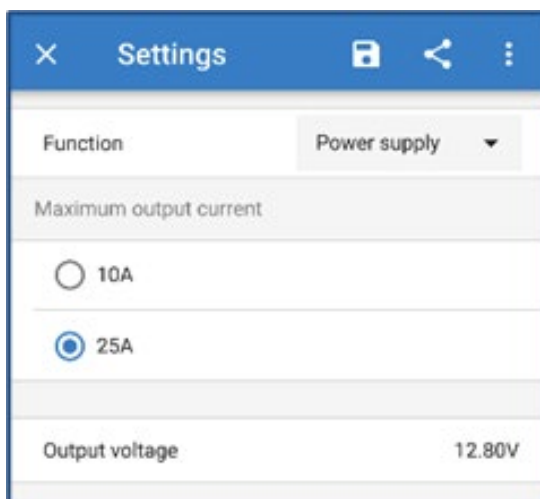 Settings
Function Power supply
Maximum output current
10A
25A
Output voltage 12.80V